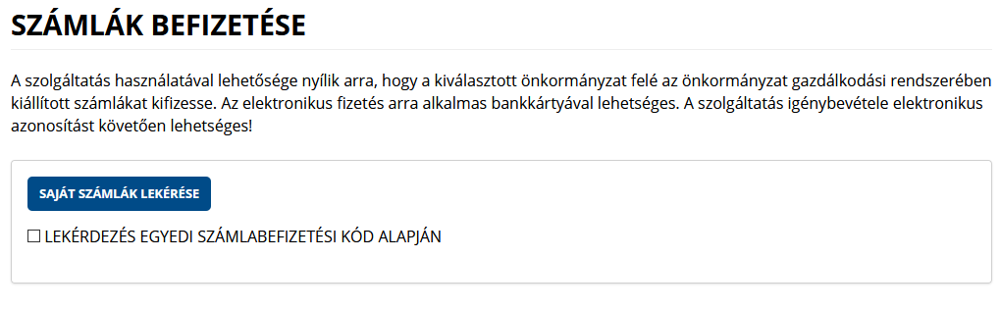 SZÁMLÁK BEFIZETÉSE
A szolgáltatás használatával lehetősége nyílik arra, hogy a kiválasztott önkormányzat felé az önkormányzat gazdálkodási rendszerében
kiállított számlákat kifizesse. Az elektronikus fizetés arra alkalmas bankkártyával lehetséges. A szolgáltatás igénybevétele elektronikus
azonosítást követően lehetséges!
SAJÁT SZÁMLÁK LEKÉRÉSE
LEKÉRDEZÉS EGYEDI SZÁMLABEFIZETÉSI KÓD ALAPJÁN